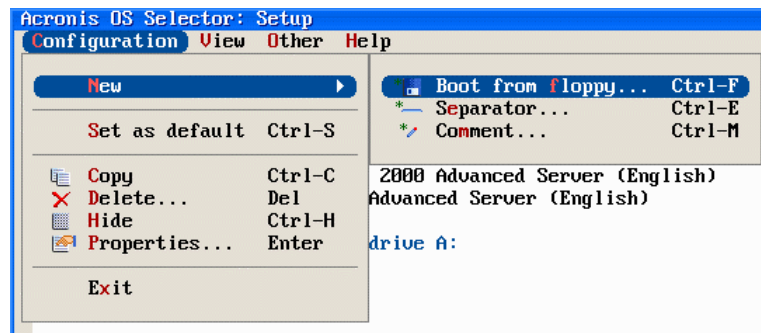 Acronis OS Selector: Setup
Configuration View Other Help
New
Boot from floppy... Ctrl-F
Separator... Ctrl-E
Comment... Ctrl-M
Set as default Ctrl-S
Copy Ctrl-C
2000 Advanced Server (English)
Delete... Del
Advanced Server (English)
Hide Ctrl-H
Properties... Enter
drive A:
Exit